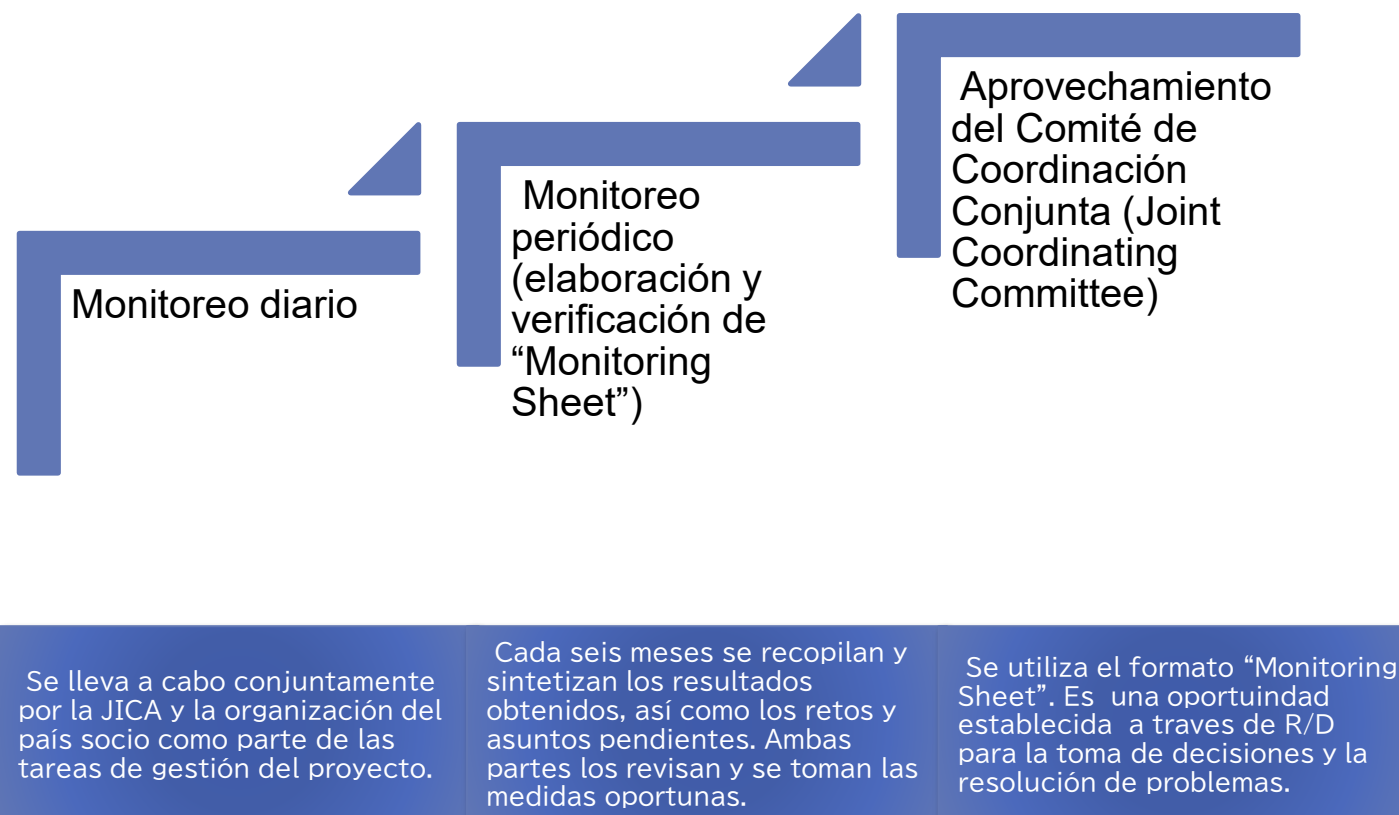 Monitoreo diario
Monitoreo
periódico
(elaboración y
verificación de
“Monitoring
Sheet”)
Aprovechamiento
del Comité de
Coordinación
Conjunta (Joint
Coordinating
Committee)
Se lleva a cabo conjuntamente
por la JICA y la organización del
país socio como parte de las
tareas de gestión del proyecto.
Cada seis meses se recopilan y
sintetizan los resultados
obtenidos, así como los retos y
asuntos pendientes. Ambas
partes los revisan y se toman las
medidas oportunas.
Se utiliza el formato “Monitoring
Sheet”. Es una oportuindad
establecida a traves de R/D
para la toma de decisiones y la
resolución de problemas.